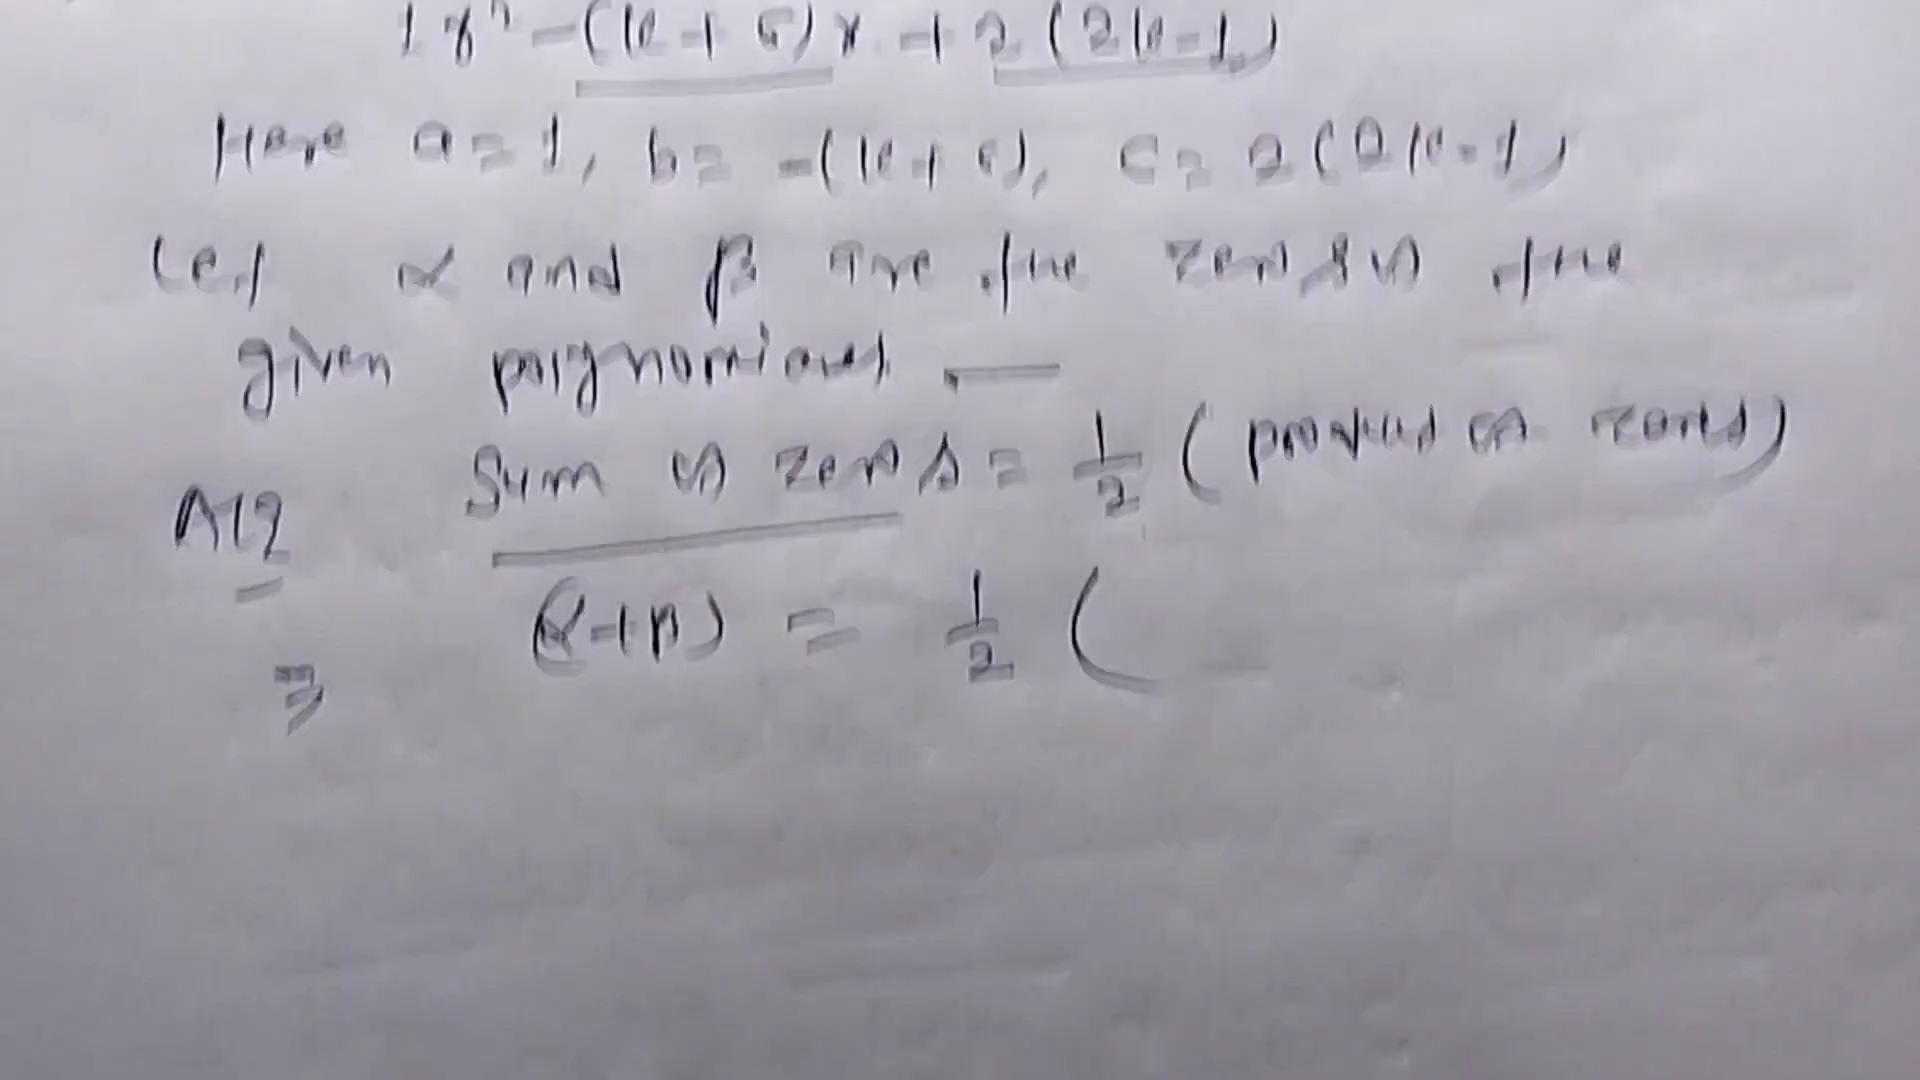 1x² -(k+6)x + 2(2k-1)
Here a=1, b= -(k+6), c= 2(2k-1)
Let α and β are the zeros of the
given polynomial —
A/Q Sum of zeros = 1/2 (product of zeros)
⇒ (α+β) = 1/2 (